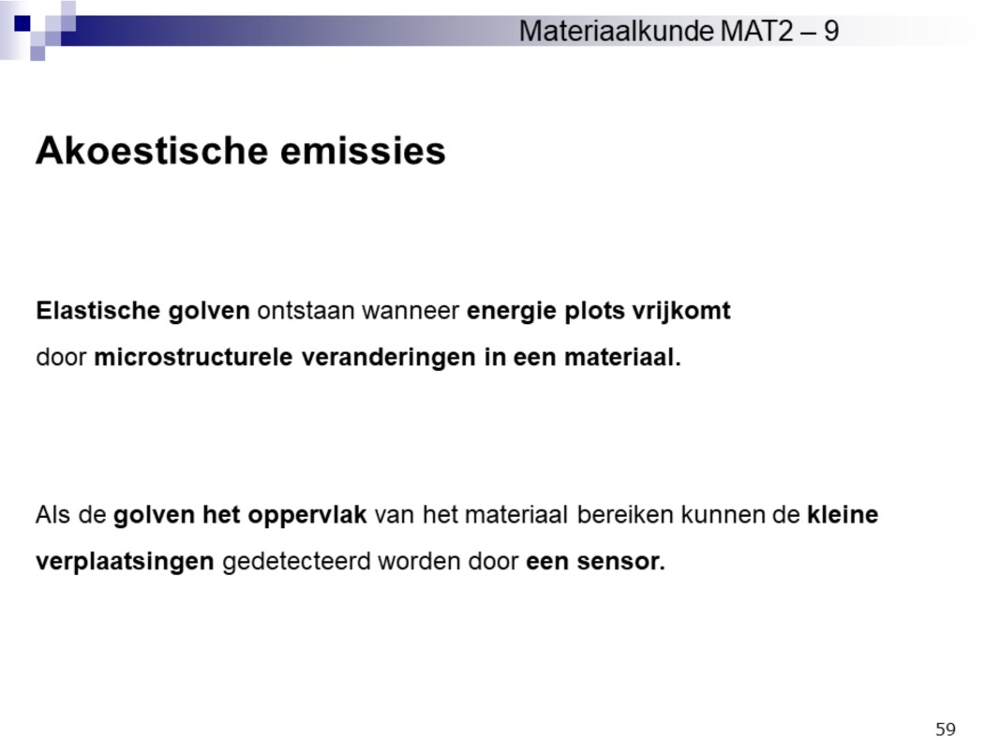 Materiaalkunde MAT2 – 9
Akoestische emissies
Elastische golven ontstaan wanneer energie plots vrijkomt
door microstructurele veranderingen in een materiaal.
Als de golven het oppervlak van het materiaal bereiken kunnen de kleine
verplaatsingen gedetecteerd worden door een sensor.
59